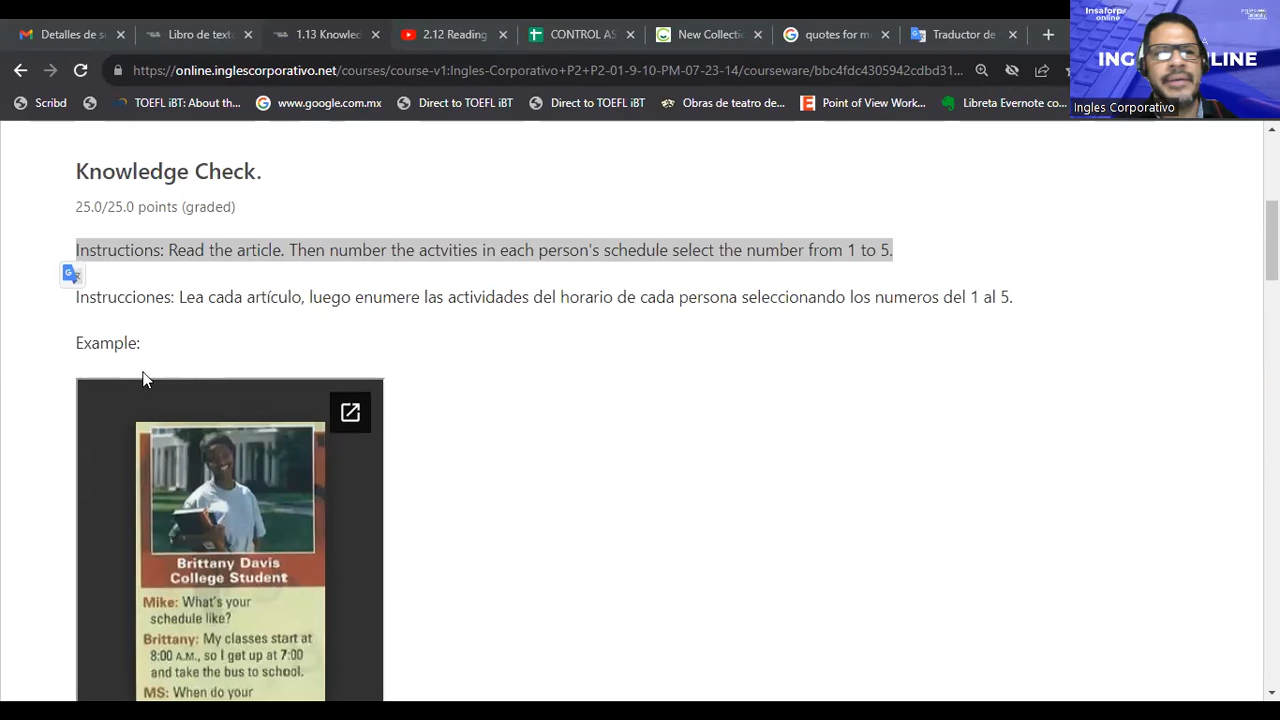 Detalles de s
Libro de text
1.13 Knowled
2.12 Reading
CONTROL AS
New Collectic
quotes for m
Traductor de
Insaforp
online
ING
LINE
Ingles Corporativo
https://online.inglescorporativo.net/courses/course-v1:Ingles-Corporativo+P2+P2-01-9-10-PM-07-23-14/courseware/bbc4fdc4305942cdbd31...
Scribd
TOEFL iBT: About th...
www.google.com.mx
Direct to TOEFL iBT
Direct to TOEFL iBT
Obras de teatro de...
Point of View Work...
Libreta Evernote co...
Knowledge Check.
25.0/25.0 points (graded)
Instructions: Read the article. Then number the actvities in each person's schedule select the number from 1 to 5.
Instrucciones: Lea cada artículo, luego enumere las actividades del horario de cada persona seleccionando los numeros del 1 al 5.
Example:
Brittany Davis
College Student
Mike: What's your
schedule like?
Brittany: My classes start at
8:00 A.M., so I get up at 7:00
and take the bus to school.
MS: When do your